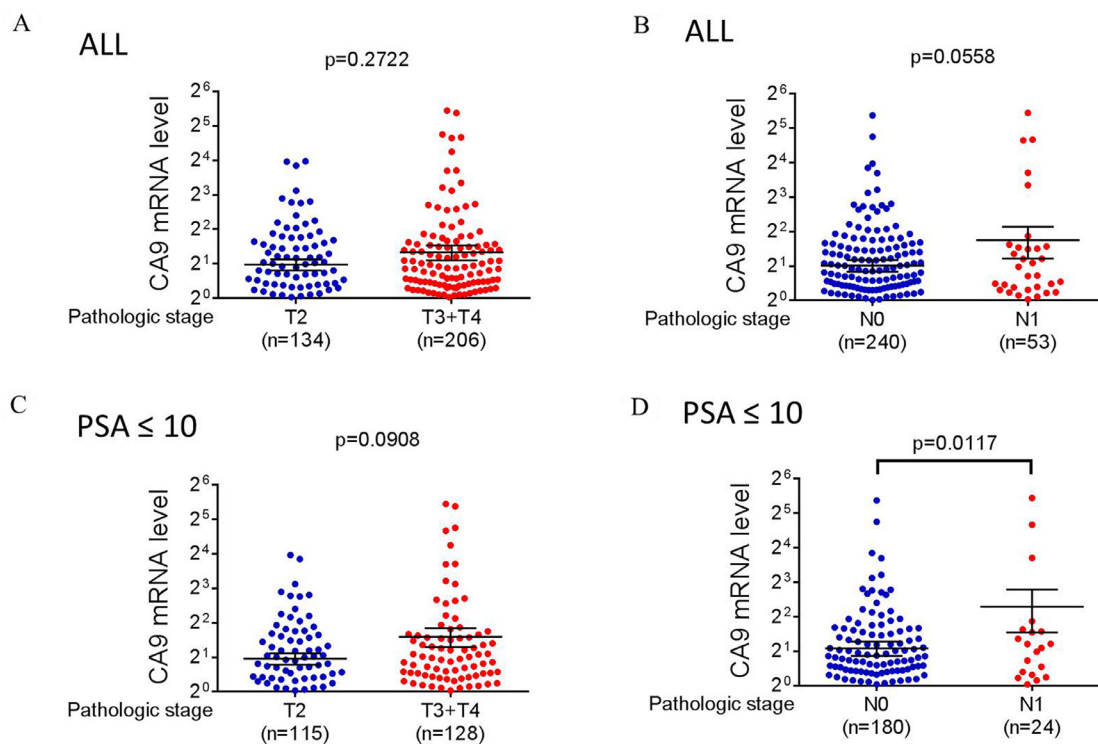 A
ALL
p=0.2722
CA9 mRNA level
2⁶
2⁵
2⁴
2³
2²
2¹
2⁰
Pathologic stage
T2
T3+T4
(n=134)
(n=206)
B
ALL
p=0.0558
CA9 mRNA level
2⁶
2⁵
2⁴
2³
2²
2¹
2⁰
Pathologic stage
N0
N1
(n=240)
(n=53)
C
PSA ≤ 10
p=0.0908
CA9 mRNA level
2⁶
2⁵
2⁴
2³
2²
2¹
2⁰
Pathologic stage
T2
T3+T4
(n=115)
(n=128)
D
PSA ≤ 10
p=0.0117
CA9 mRNA level
2⁶
2⁵
2⁴
2³
2²
2¹
2⁰
Pathologic stage
N0
N1
(n=180)
(n=24)